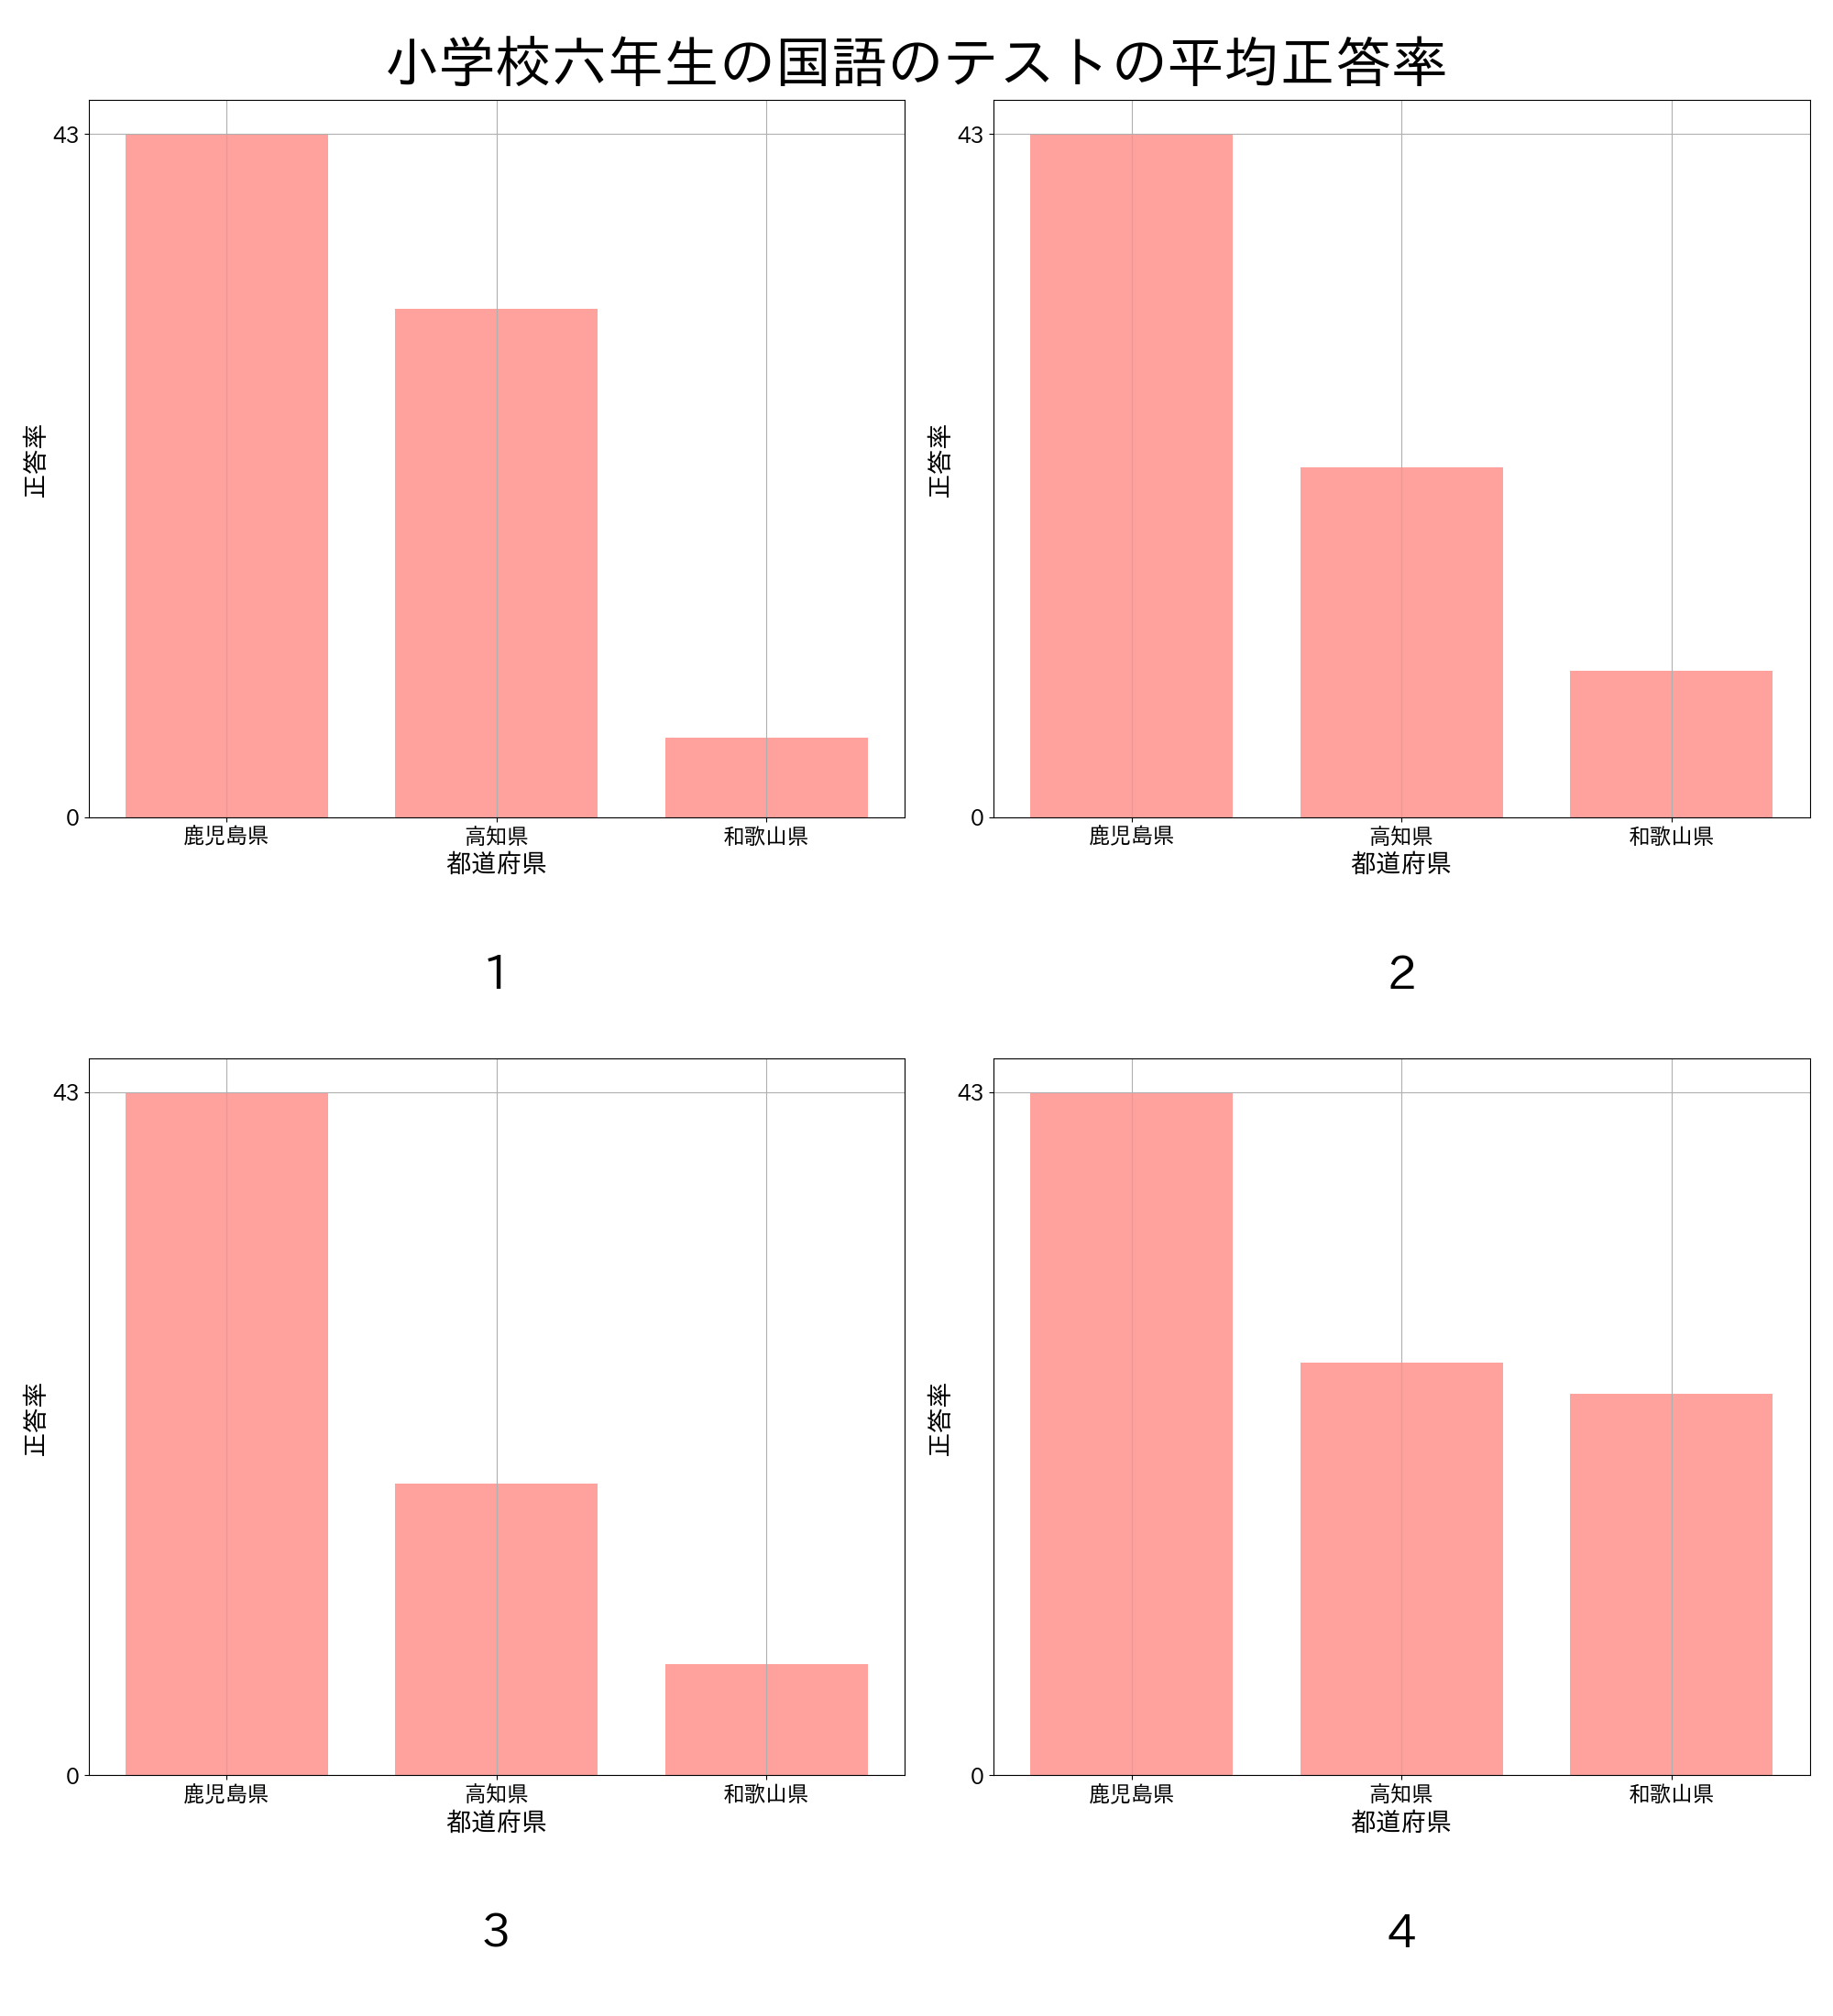 小学校六年生の国語のテストの平均正答率
43
正答率
0
鹿児島県 高知県 和歌山県
都道府県
1
43
正答率
0
鹿児島県 高知県 和歌山県
都道府県
2
43
正答率
0
鹿児島県 高知県 和歌山県
都道府県
3
43
正答率
0
鹿児島県 高知県 和歌山県
都道府県
4